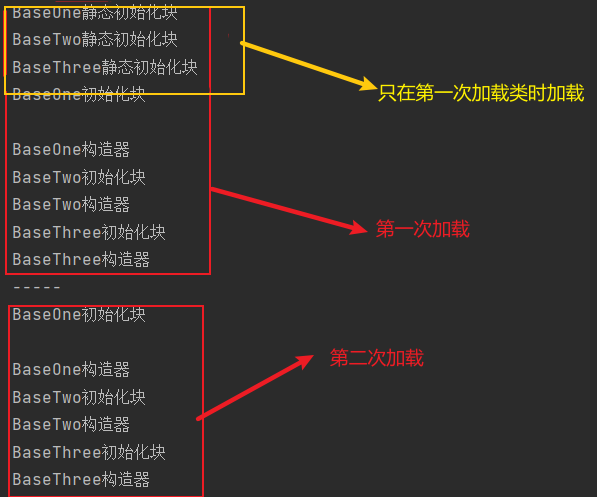 BaseOne静态初始化块
BaseTwo静态初始化块
BaseThree静态初始化块
只在第一次加载类时加载
BaseOne初始化块
BaseOne构造器
BaseTwo初始化块
BaseTwo构造器
第一次加载
BaseThree初始化块
BaseThree构造器
-----
BaseOne初始化块
第二次加载
BaseOne构造器
BaseTwo初始化块
BaseTwo构造器
BaseThree初始化块
BaseThree构造器